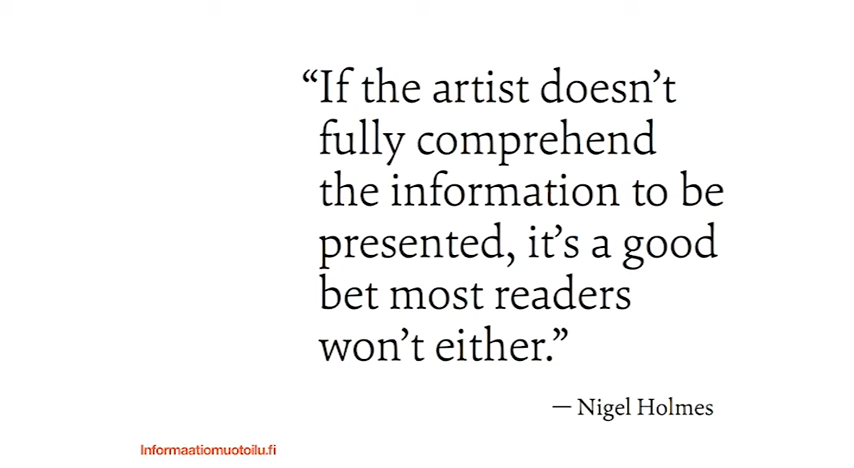 “If the artist doesn’t
fully comprehend
the information to be
presented, it’s a good
bet most readers
won’t either.”
— Nigel Holmes
Informaatiomuotoilu.fi